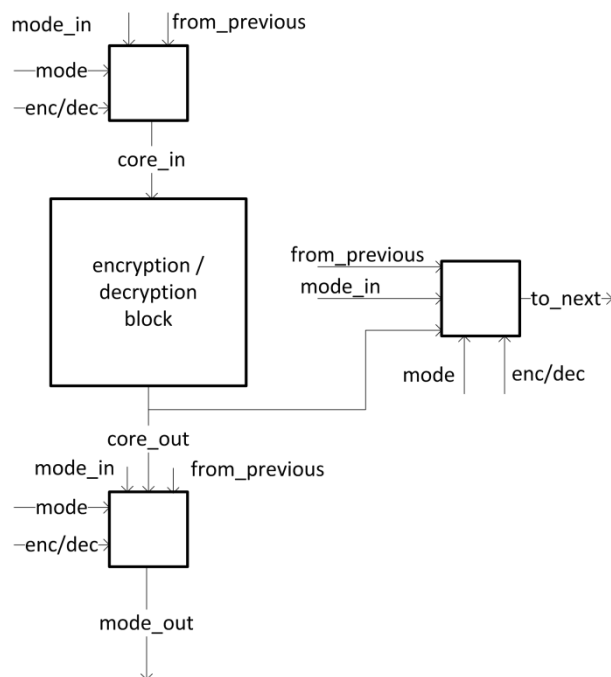 mode_in
from_previous
mode
enc/dec
core_in
encryption /
decryption
block
from_previous
mode_in
to_next
mode
enc/dec
core_out
mode_in
from_previous
mode
enc/dec
mode_out